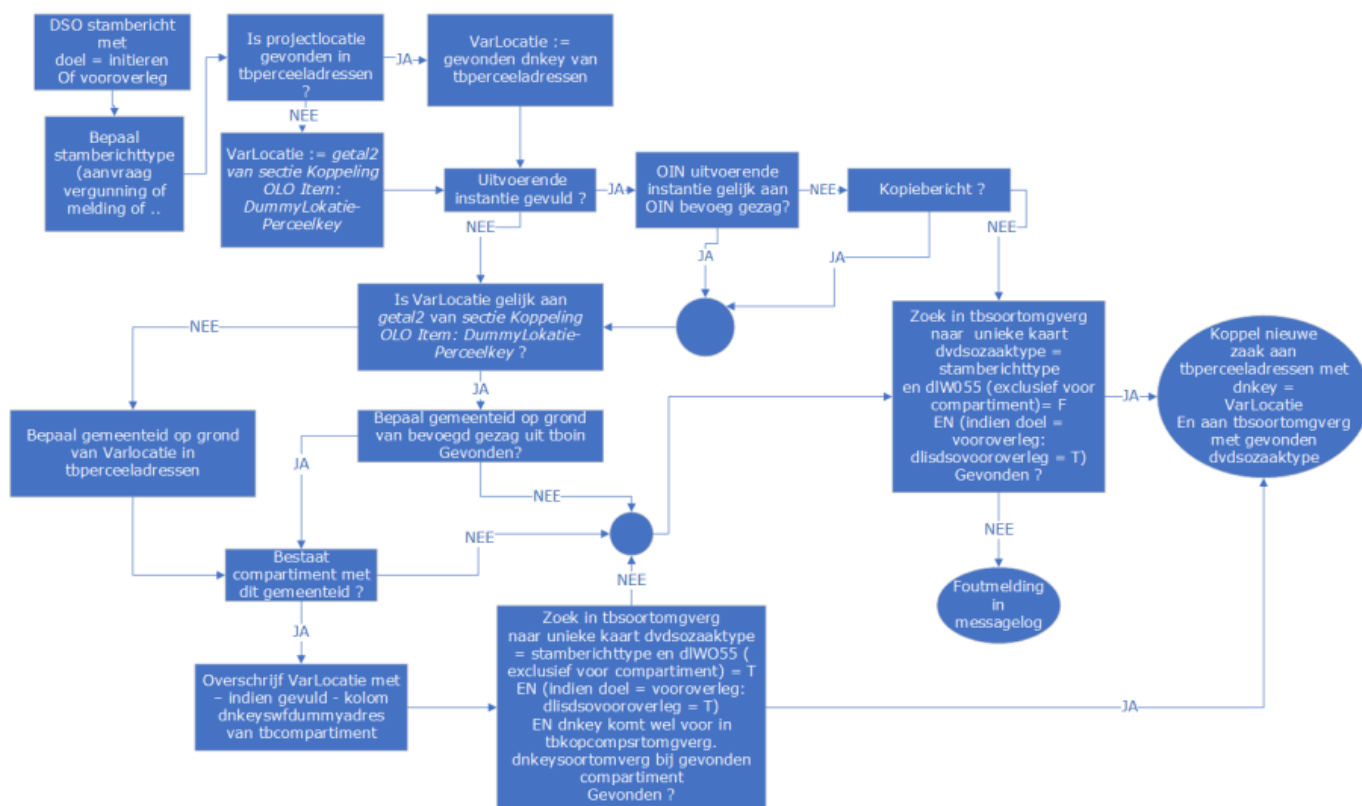 DSO stambericht
met
doel = initieren
Of vooroverleg
Bepaal
stamberichttype
(aanvraag
vergunning of
melding of ..
Is projectlocatie
gevonden in
tbperceeladressen
?
JA
VarLocatie :=
gevonden dnkey van
tbperceeladressen
NEE
VarLocatie := getal2
van sectie Koppeling
OLO Item:
DummyLokatie-
Perceelkey
Uitvoerende
instantie gevuld ?
JA
OIN uitvoerende
instantie gelijk aan
OIN bevoeg gezag?
NEE
Kopiebericht ?
NEE
NEE
JA
JA
Is VarLocatie gelijk aan
getal2 van sectie Koppeling
OLO Item: DummyLokatie-
Perceelkey ?
NEE
JA
Bepaal gemeenteid op grond
van Varlocatie in
tbperceeladressen
Bepaal gemeenteid op grond
van bevoegd gezag uit tboin
Gevonden?
JA
NEE
Zoek in tbsoortomgverg
naar unieke kaart
dvdsozaaktype =
stamberichttype
en dlW055 (exclusief voor
compartiment)= F
EN (indien doel =
vooroverleg:
dlisdsovooroverleg = T)
Gevonden ?
JA
Koppel nieuwe
zaak aan
tbperceeladressen met
dnkey =
VarLocatie
En aan tbsoortomgverg
met gevonden
dvdsozaaktype
NEE
Foutmelding
in
messagelog
Bestaat
compartiment met
dit gemeenteid ?
NEE
NEE
JA
Overschrijf VarLocatie met
– indien gevuld - kolom
dnkeyswfdummyadres
van tbcompartiment
Zoek in tbsoortomgverg
naar unieke kaart dvdsozaaktype
= stamberichttype en dlWO55 (
exclusief voor compartiment) = T
EN (indien doel = vooroverleg:
dlisdsovooroverleg = T)
EN dnkey komt wel voor in
tbkopcompsrtomgverg.
dnkeysoortomverg bij gevonden
compartiment
Gevonden ?
JA